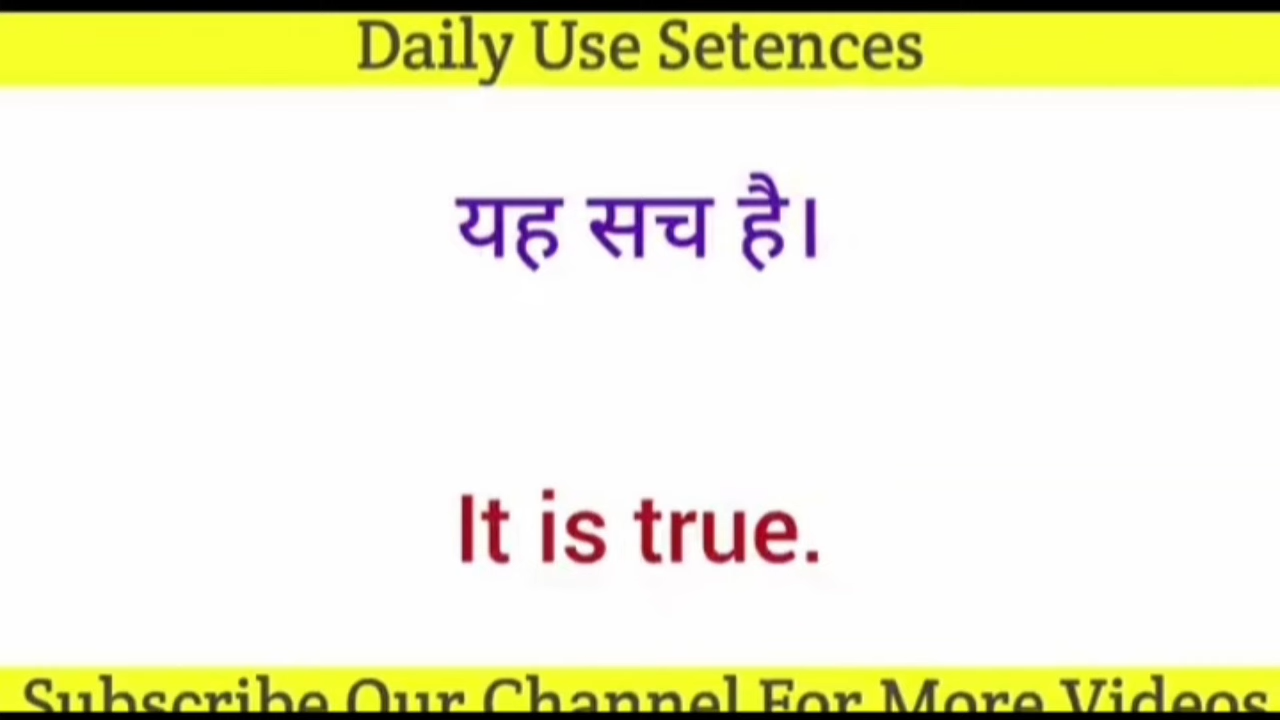 Daily Use Setences
यह सच है।
It is true.
Subscribe Our Channel For More Videos